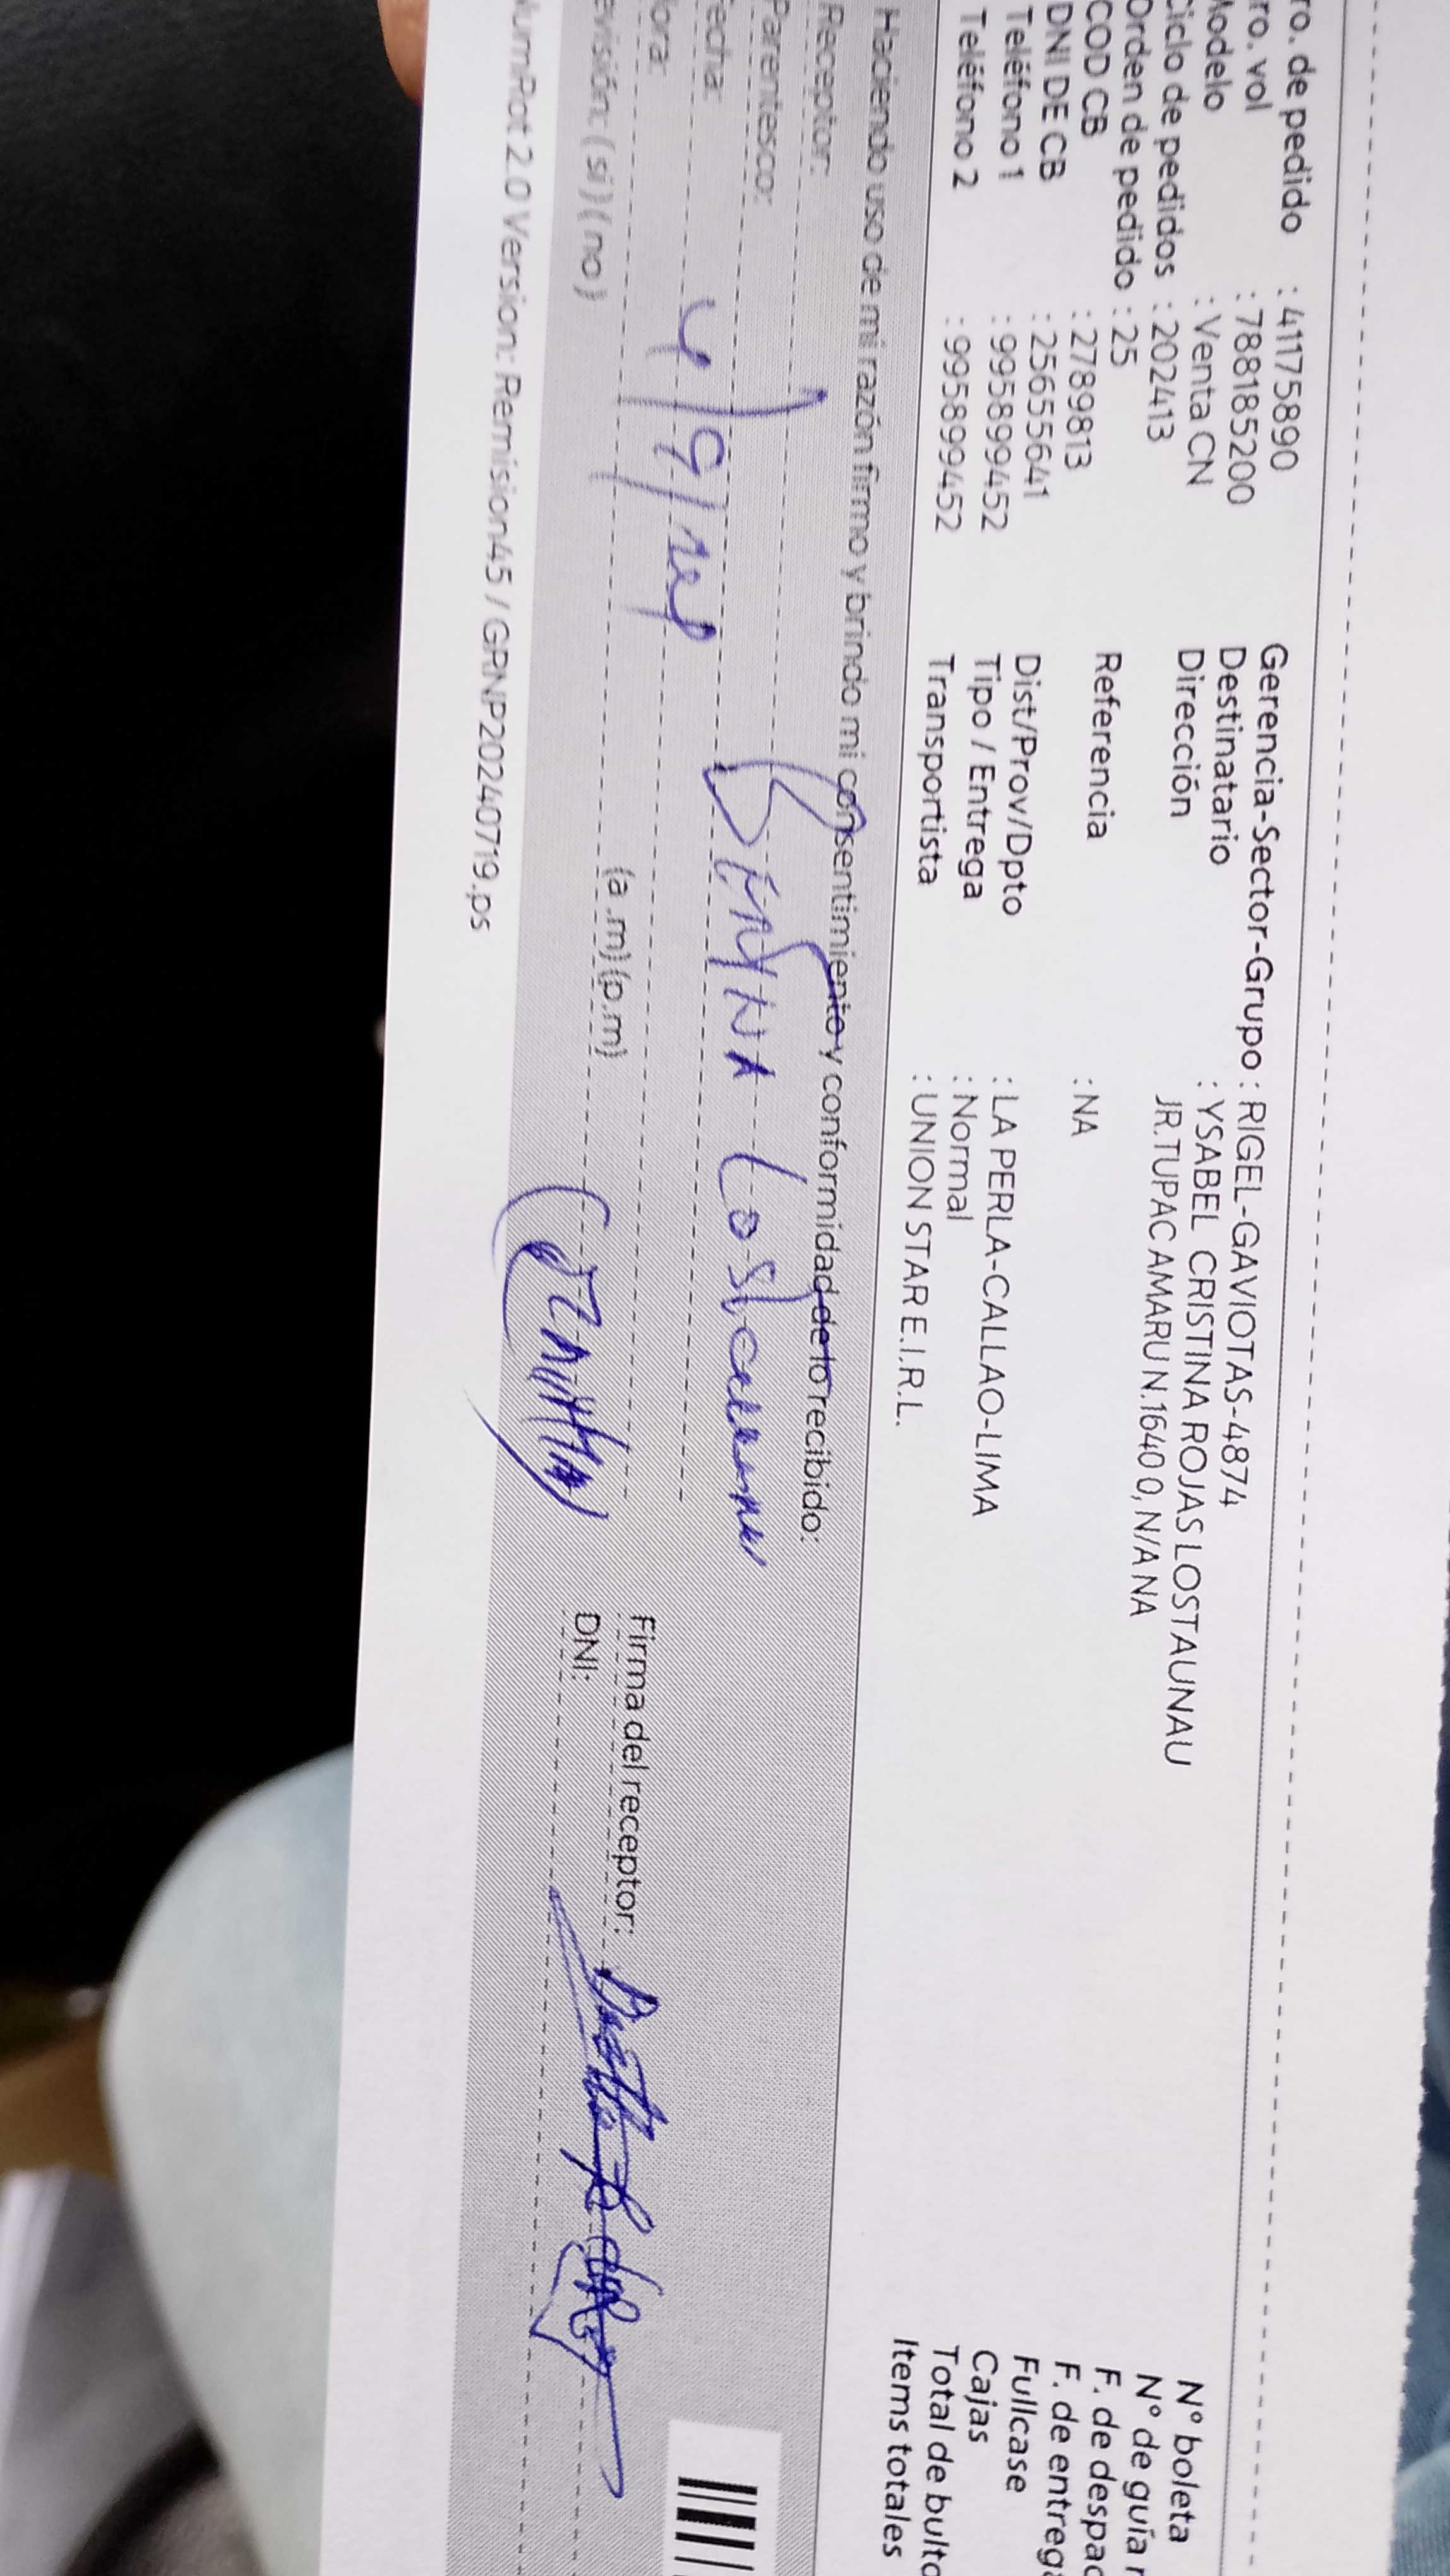 ro. de pedido : 41175890
ro. vol : 788185200
Modelo : Venta CN
Ciclo de pedidos : 202413
Orden de pedido : 25
COD CB : 2789813
DNI DE CB : 25655641
Teléfono 1 : 995899452
Teléfono 2 : 995899452
Gerencia-Sector-Grupo : RIGEL-GAVIOTAS-4874
Destinatario : YSABEL CRISTINA ROJAS LOSTAUNAU
Dirección JR.TUPAC AMARU N.1640 0, N/A NA
Referencia : NA
Dist/Prov/Dpto : LA PERLA-CALLAO-LIMA
Tipo / Entrega : Normal
Transportista : UNION STAR E.I.R.L.
N° boleta
N° de guía r
F. de despac
F. de entreg
Fullcase
Cajas
Total de bulto
Items totales
Haciendo uso de mi razón firmo y brindo mi consentimiento y conformidad de lo recibido:
Receptor:
Parentesco:
echa:
ora:
(a.m) (p.m)
evisión: ( si ) ( no )
Firma del receptor:
DNI:
NumRot 2.0 Version: Remision45 / GRNP20240719.ps